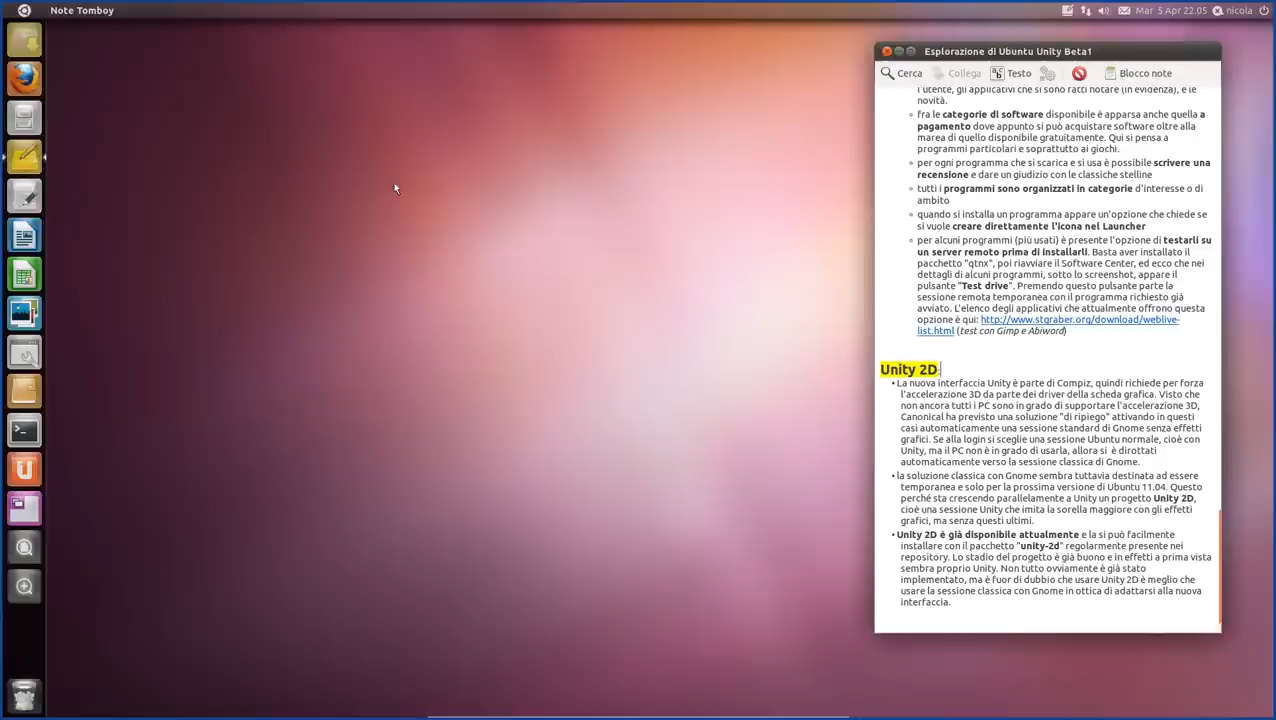 Note Tomboy
Mar 5 Apr 22.05 nicola
Esplorazione di Ubuntu Unity Beta1
Cerca Collega Testo Blocco note
l'utente, gli applicativi che si sono fatti notare (in evidenza), e le
novità.
fra le categorie di software disponibile è apparsa anche quella a
pagamento dove appunto si può acquistare software oltre alla
marea di quello disponibile gratuitamente. Qui si pensa a
programmi particolari e soprattutto ai giochi.
per ogni programma che si scarica e si usa è possibile scrivere una
recensione e dare un giudizio con le classiche stelline
tutti i programmi sono organizzati in categorie d'interesse o di
ambito
quando si installa un programma appare un'opzione che chiede se
si vuole creare direttamente l'icona nel Launcher
per alcuni programmi (più usati) è presente l'opzione di testarli su
un server remoto prima di installarli. Basta aver installato il
pacchetto "qtnx", poi riavviare il Software Center, ed ecco che nei
dettagli di alcuni programmi, sotto lo screenshot, appare il
pulsante "Test drive". Premendo questo pulsante parte la
sessione remota temporanea con il programma richiesto già
avviato. L'elenco degli applicativi che attualmente offrono questa
opzione è qui: http://www.stgraber.org/download/weblive-
list.html (test con Gimp e Abiword)
Unity 2D:
• La nuova interfaccia Unity è parte di Compiz, quindi richiede per forza
l'accelerazione 3D da parte dei driver della scheda grafica. Visto che
non ancora tutti i PC sono in grado di supportare l'accelerazione 3D,
Canonical ha previsto una soluzione "di ripiego" attivando in questi
casi automaticamente una sessione standard di Gnome senza effetti
grafici. Se alla login si sceglie una sessione Ubuntu normale, cioè con
Unity, ma il PC non è in grado di usarla, allora si è dirottati
automaticamente verso la sessione classica di Gnome.
• la soluzione classica con Gnome sembra tuttavia destinata ad essere
temporanea e solo per la prossima versione di Ubuntu 11.04. Questo
perché sta crescendo parallelamente a Unity un progetto Unity 2D,
cioè una sessione Unity che imita la sorella maggiore con gli effetti
grafici, ma senza questi ultimi.
• Unity 2D è già disponibile attualmente e la si può facilmente
installare con il pacchetto "unity-2d" regolarmente presente nei
repository. Lo stadio del progetto è già buono e in effetti a prima vista
sembra proprio Unity. Non tutto ovviamente è già stato
implementato, ma è fuor di dubbio che usare Unity 2D è meglio che
usare la sessione classica con Gnome in ottica di adattarsi alla nuova
interfaccia.